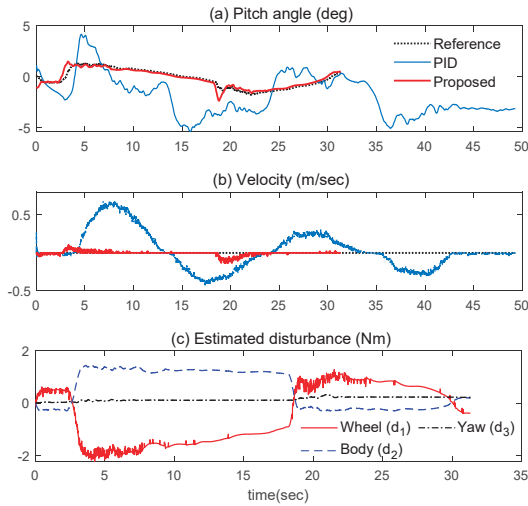 (a) Pitch angle (deg)
5
0
-5
Reference
PID
Proposed
0 5 10 15 20 25 30 35 40 45 50
(b) Velocity (m/sec)
0.5
-0.5
0 5 10 15 20 25 30 35 40 45 50
(c) Estimated disturbance (Nm)
2
0
-2
Wheel (d1) Yaw (d3)
Body (d2)
0 5 10 15 20 25 30 35
time(sec)